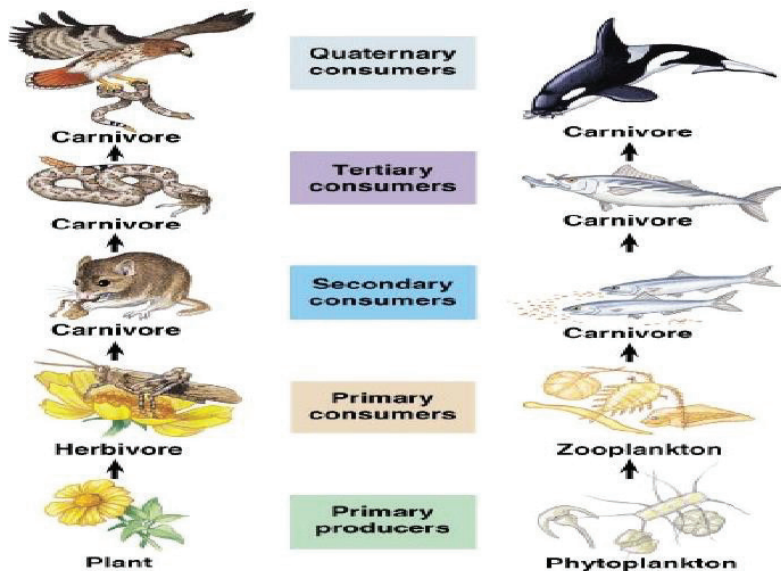 Quaternary
consumers
Carnivore
Carnivore
Tertiary
consumers
Carnivore
Carnivore
Secondary
consumers
Carnivore
Carnivore
Primary
consumers
Herbivore
Zooplankton
Primary
producers
Plant
Phytoplankton